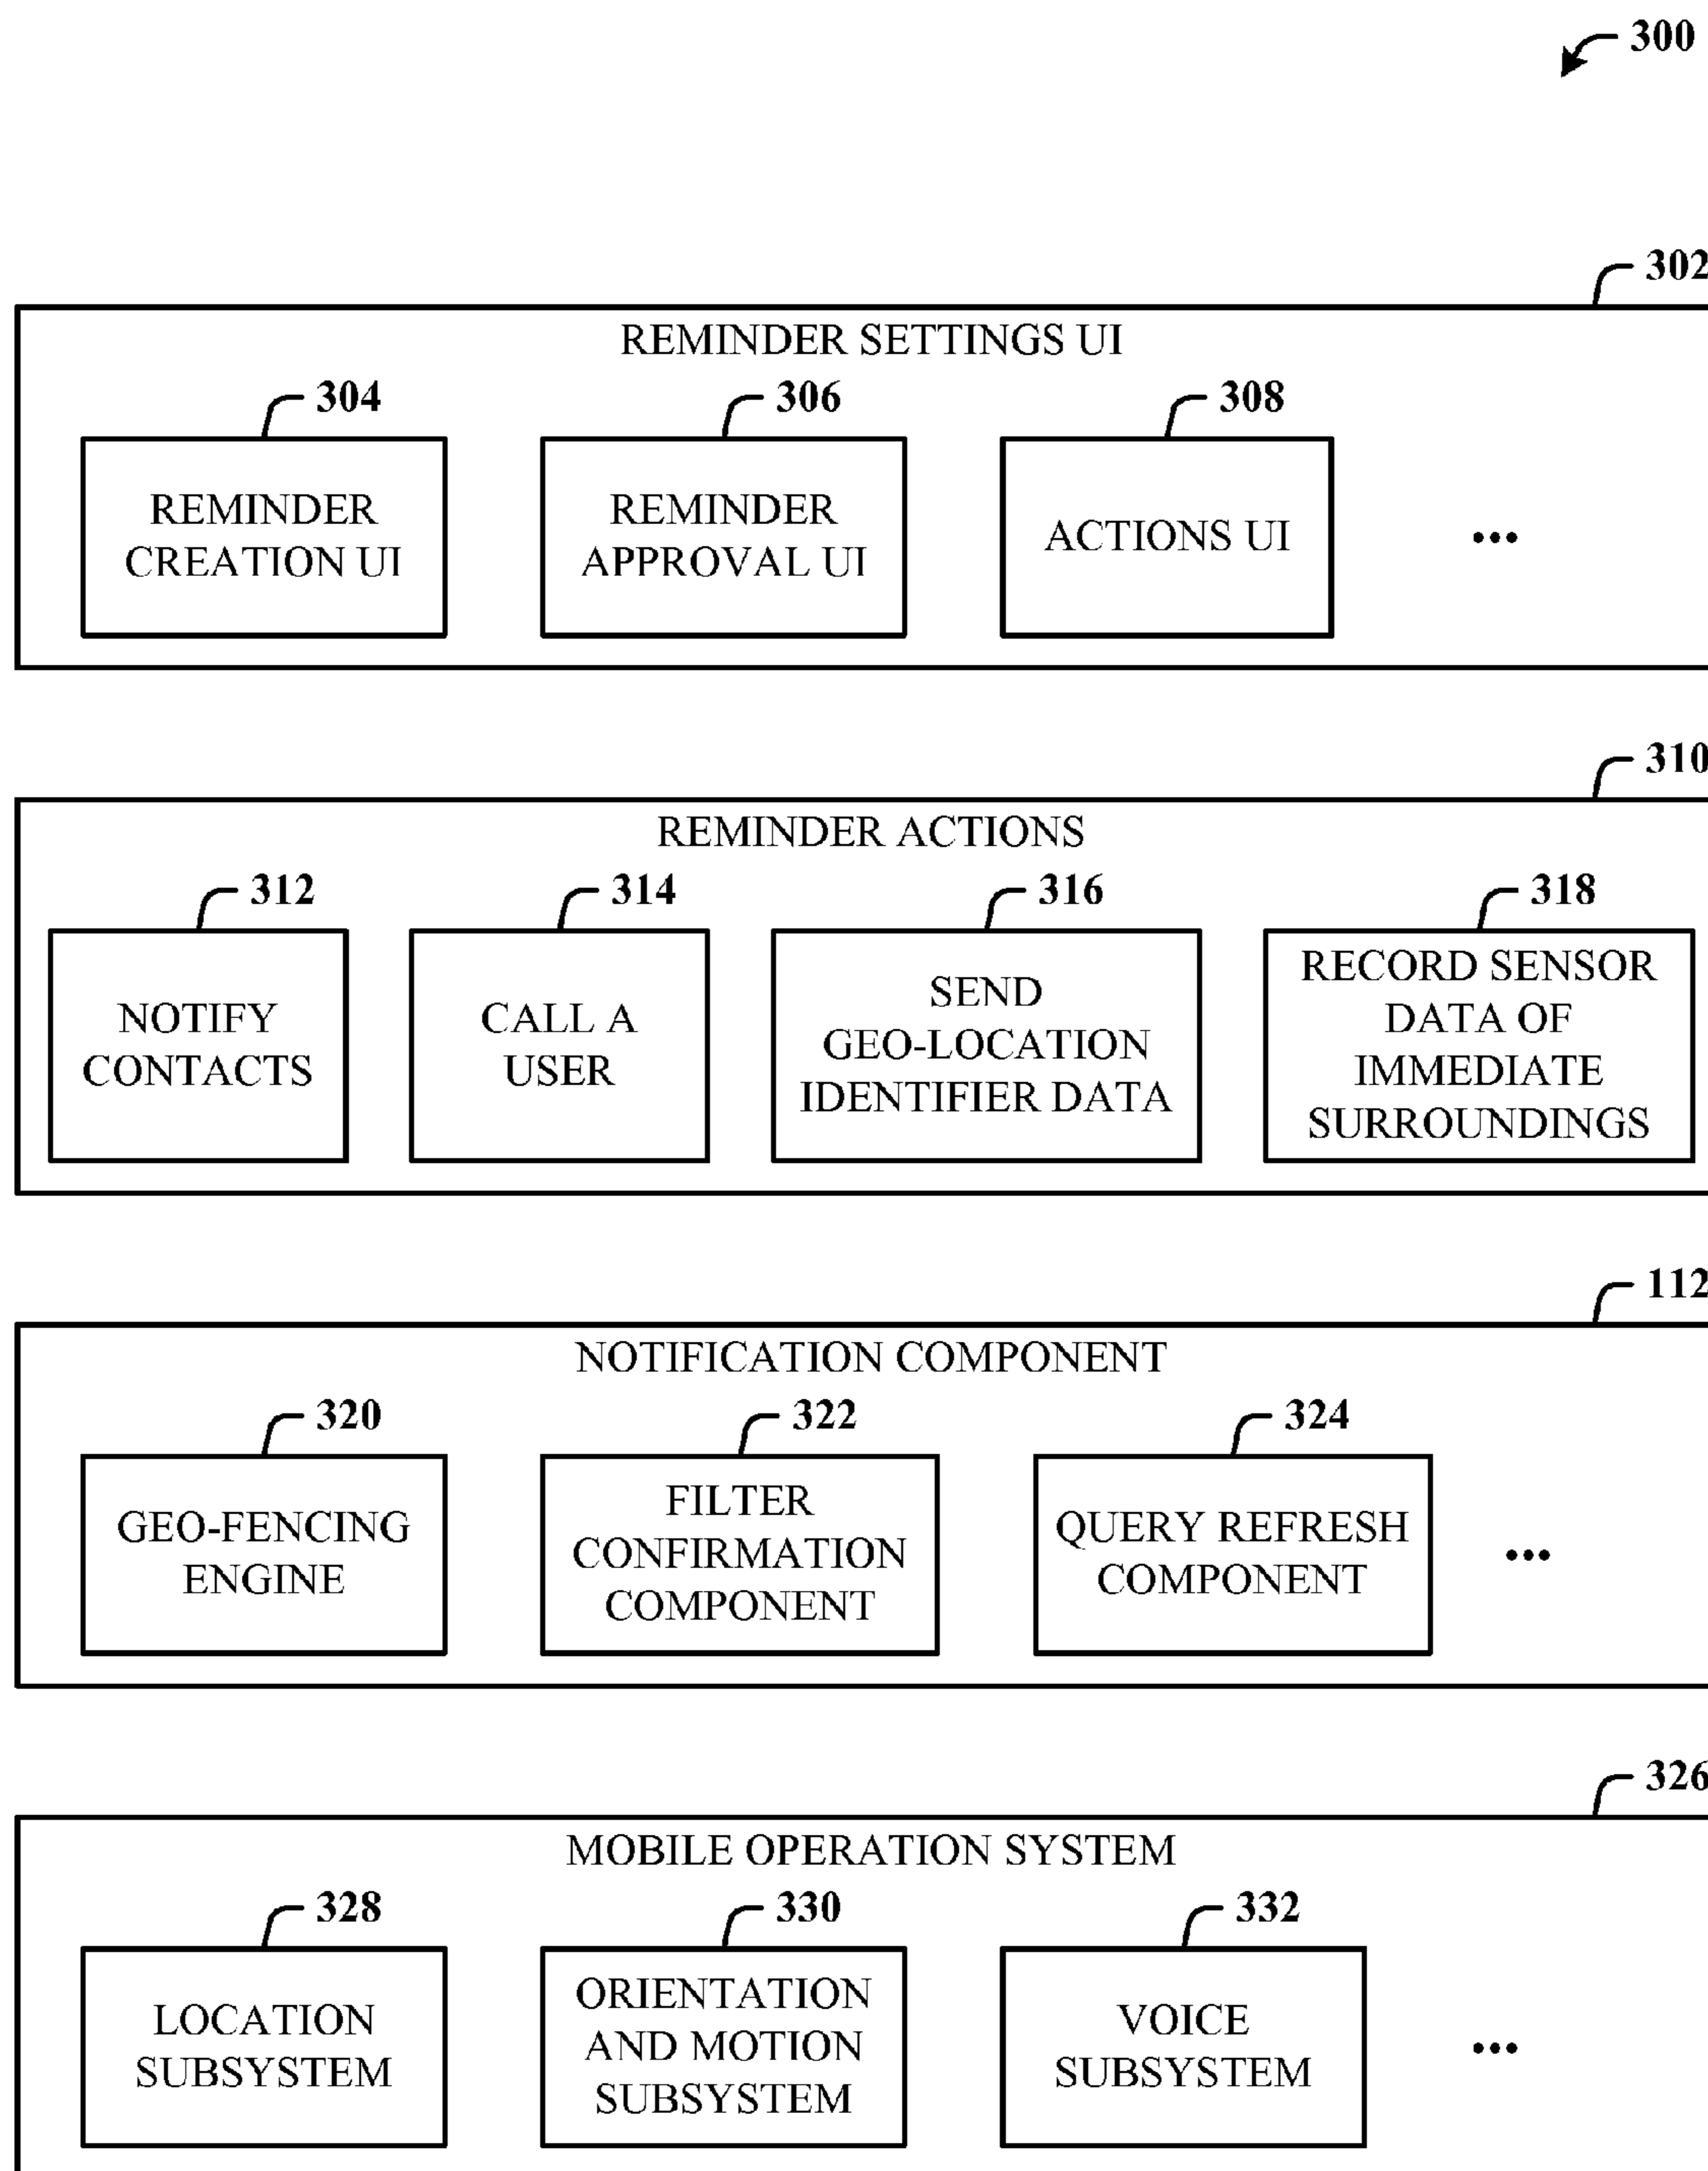 300
302
REMINDER SETTINGS UI
304
306
308
REMINDER
CREATION UI
REMINDER
APPROVAL UI
ACTIONS UI
...
310
REMINDER ACTIONS
312
314
316
318
NOTIFY
CONTACTS
CALL A
USER
SEND
GEO-LOCATION
IDENTIFIER DATA
RECORD SENSOR
DATA OF
IMMEDIATE
SURROUNDINGS
112
NOTIFICATION COMPONENT
320
322
324
GEO-FENCING
ENGINE
FILTER
CONFIRMATION
COMPONENT
QUERY REFRESH
COMPONENT
...
326
MOBILE OPERATION SYSTEM
328
330
332
LOCATION
SUBSYSTEM
ORIENTATION
AND MOTION
SUBSYSTEM
VOICE
SUBSYSTEM
...